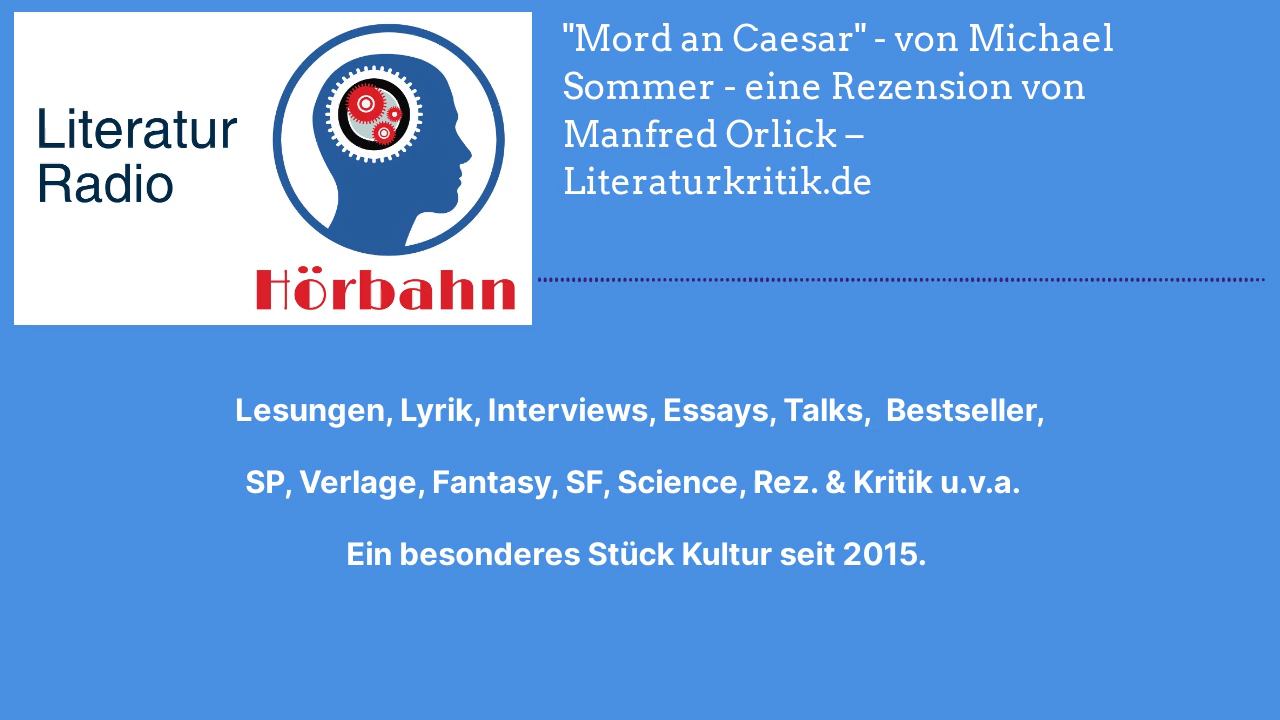 Literatur
Radio
Hörbahn
"Mord an Caesar" - von Michael
Sommer - eine Rezension von
Manfred Orlick –
Literaturkritik.de
Lesungen, Lyrik, Interviews, Essays, Talks,  Bestseller,
SP, Verlage, Fantasy, SF, Science, Rez. & Kritik u.v.a.
Ein besonderes Stück Kultur seit 2015.